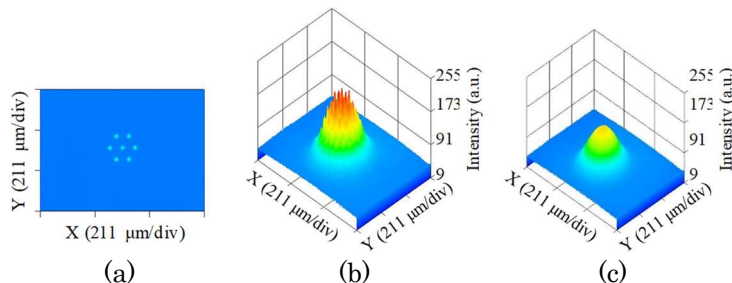 Y (211 μm/div)
X (211 μm/div)
(a)
255
173
91
9
Intensity (a.u.)
X (211 μm/div)
Y (211 μm/div)
(b)
255
173
91
9
Intensity (a.u.)
X (211 μm/div)
Y (211 μm/div)
(c)